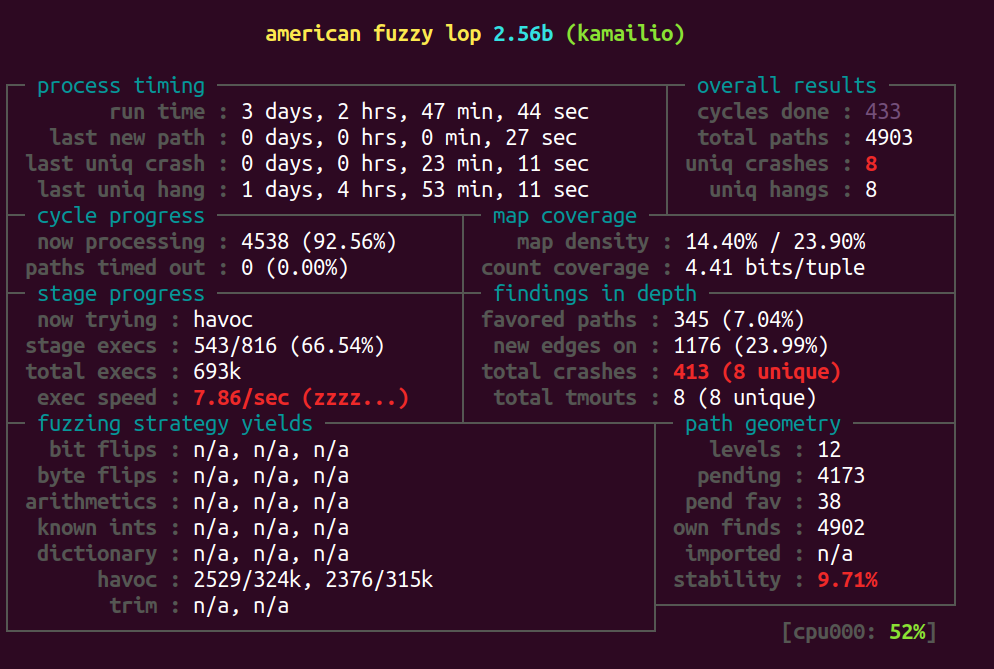 american fuzzy lop 2.56b (kamailio)
process timing overall results
run time : 3 days, 2 hrs, 47 min, 44 sec cycles done : 433
last new path : 0 days, 0 hrs, 0 min, 27 sec total paths : 4903
last uniq crash : 0 days, 0 hrs, 23 min, 11 sec uniq crashes : 8
last uniq hang : 1 days, 4 hrs, 53 min, 11 sec uniq hangs : 8
cycle progress map coverage
now processing : 4538 (92.56%) map density : 14.40% / 23.90%
paths timed out : 0 (0.00%) count coverage : 4.41 bits/tuple
stage progress findings in depth
now trying : havoc favored paths : 345 (7.04%)
stage execs : 543/816 (66.54%) new edges on : 1176 (23.99%)
total execs : 693k total crashes : 413 (8 unique)
exec speed : 7.86/sec (zzzz...) total tmouts : 8 (8 unique)
fuzzing strategy yields path geometry
bit flips : n/a, n/a, n/a levels : 12
byte flips : n/a, n/a, n/a pending : 4173
arithmetics : n/a, n/a, n/a pend fav : 38
known ints : n/a, n/a, n/a own finds : 4902
dictionary : n/a, n/a, n/a imported : n/a
havoc : 2529/324k, 2376/315k stability : 9.71%
trim : n/a, n/a
[cpu000: 52%]